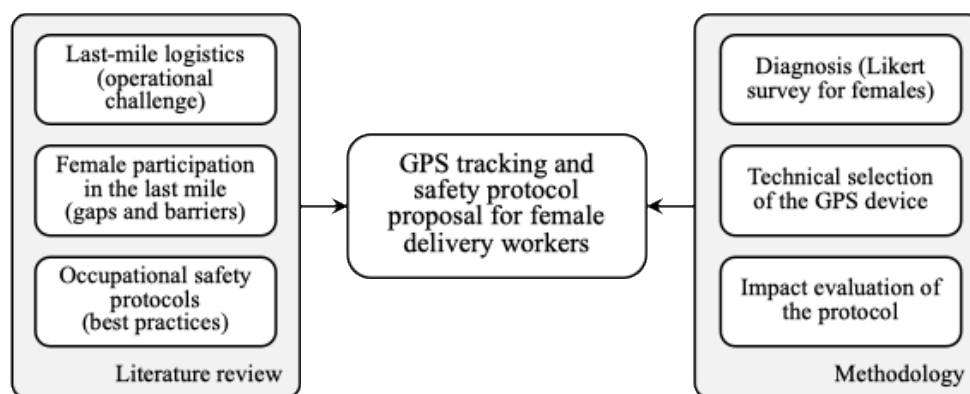 Last-mile logistics
(operational
challenge)
Female participation
in the last mile
(gaps and barriers)
Occupational safety
protocols
(best practices)
Literature review
GPS tracking and
safety protocol
proposal for female
delivery workers
Diagnosis (Likert
survey for females)
Technical selection
of the GPS device
Impact evaluation of
the protocol
Methodology